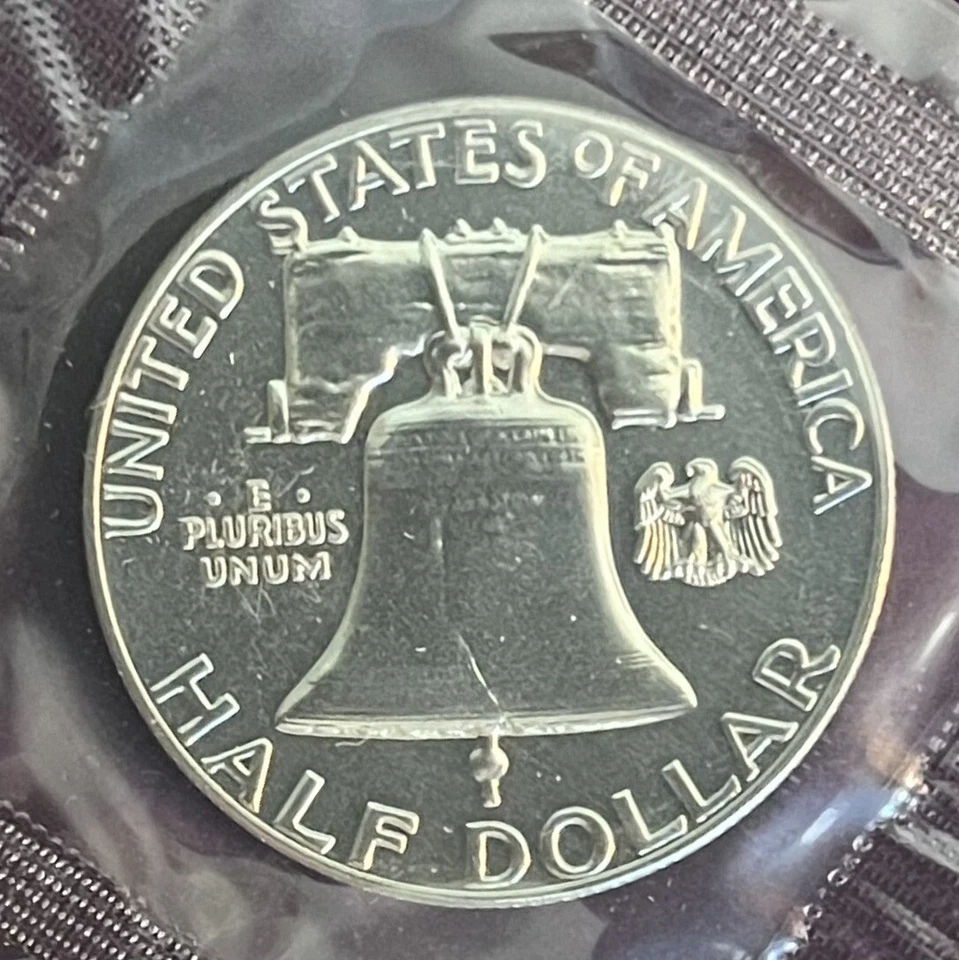 UNITED STATES OF AMERICA
· E ·
PLURIBUS
UNUM
HALF DOLLAR